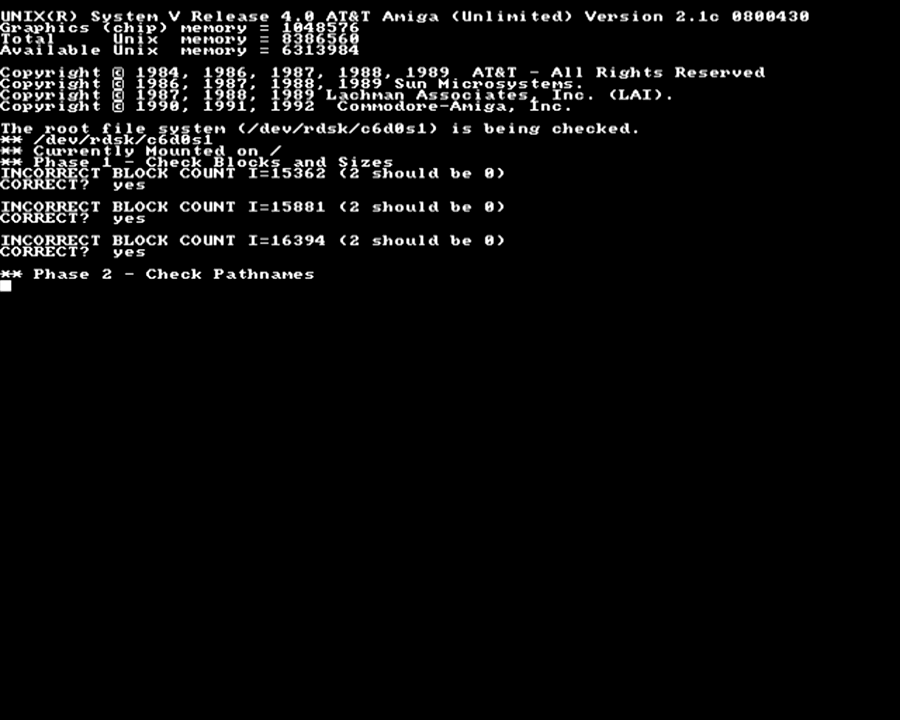 UNIX(R) System V Release 4.0 AT&T Amiga (Unlimited) Version 2.1c 0800430
Graphics (chip) memory = 1048576
Total     Unix  memory = 8386560
Available Unix  memory = 6313984
Copyright © 1984, 1986, 1987, 1988, 1989  AT&T - All Rights Reserved
Copyright © 1986, 1987, 1988, 1989 Sun Microsystems.
Copyright © 1987, 1988, 1989 Lachman Associates, Inc. (LAI).
Copyright © 1990, 1991, 1992  Commodore-Amiga, Inc.
The root file system (/dev/rdsk/c6d0s1) is being checked.
** /dev/rdsk/c6d0s1
** Currently Mounted on /
** Phase 1 - Check Blocks and Sizes
INCORRECT BLOCK COUNT I=15362 (2 should be 0)
CORRECT?  yes
INCORRECT BLOCK COUNT I=15881 (2 should be 0)
CORRECT?  yes
INCORRECT BLOCK COUNT I=16394 (2 should be 0)
CORRECT?  yes
** Phase 2 - Check Pathnames